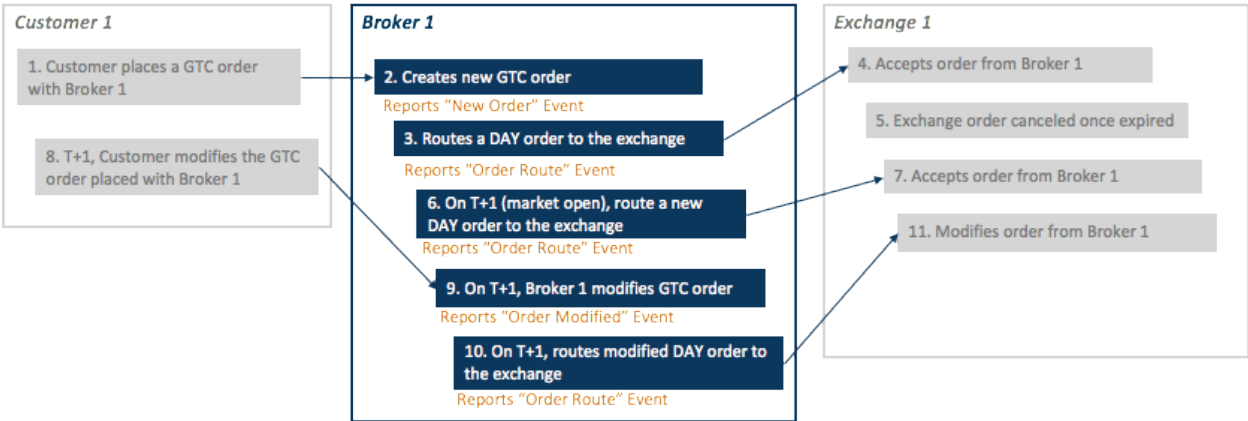 Customer 1
1. Customer places a GTC order
with Broker 1
8. T+1, Customer modifies the GTC
order placed with Broker 1
Broker 1
2. Creates new GTC order
Reports "New Order" Event
3. Routes a DAY order to the exchange
Reports "Order Route" Event
6. On T+1 (market open), route a new
DAY order to the exchange
Reports "Order Route" Event
9. On T+1, Broker 1 modifies GTC order
Reports "Order Modified" Event
10. On T+1, routes modified DAY order to
the exchange
Reports "Order Route" Event
Exchange 1
4. Accepts order from Broker 1
5. Exchange order canceled once expired
7. Accepts order from Broker 1
11. Modifies order from Broker 1